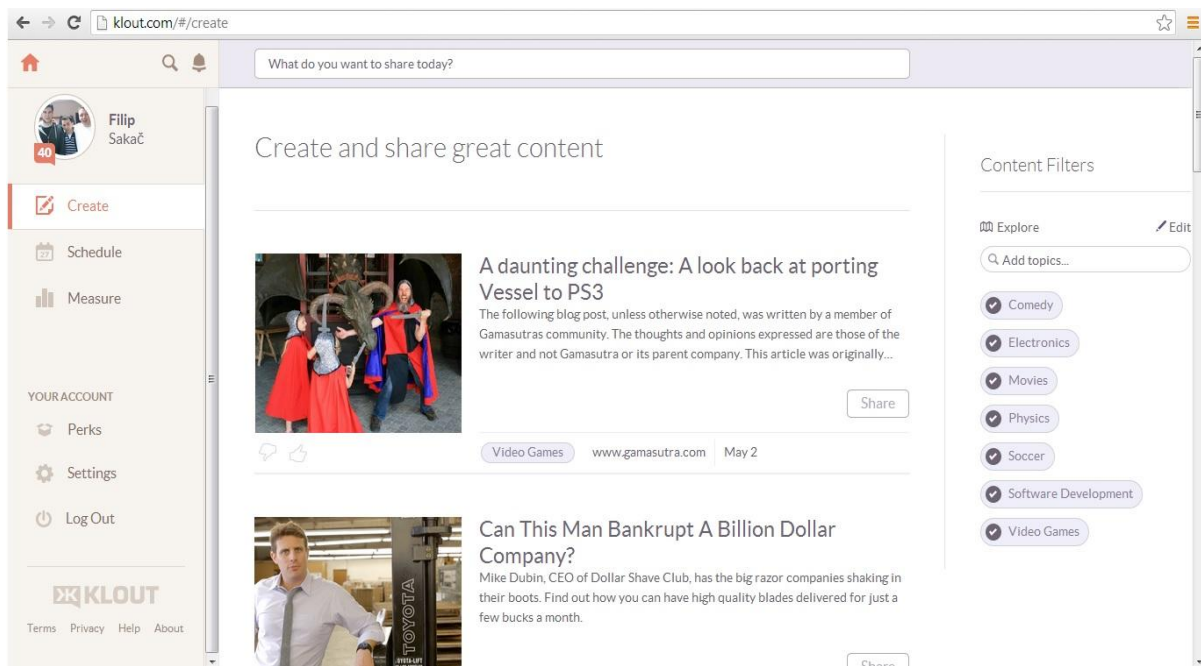 klout.com/#/create
What do you want to share today?
Filip
Sakač
40
Create
27
Schedule
Measure
YOUR ACCOUNT
Perks
Settings
Log Out
KLOUT
Terms Privacy Help About
Create and share great content
A daunting challenge: A look back at porting
Vessel to PS3
The following blog post, unless otherwise noted, was written by a member of
Gamasutras community. The thoughts and opinions expressed are those of the
writer and not Gamasutra or its parent company. This article was originally...
Share
Video Games www.gamasutra.com May 2
Can This Man Bankrupt A Billion Dollar
Company?
Mike Dubin, CEO of Dollar Shave Club, has the big razor companies shaking in
their boots. Find out how you can have high quality blades delivered for just a
few bucks a month.
TOYOTA
Share
Content Filters
Explore Edit
Add topics...
Comedy
Electronics
Movies
Physics
Soccer
Software Development
Video Games